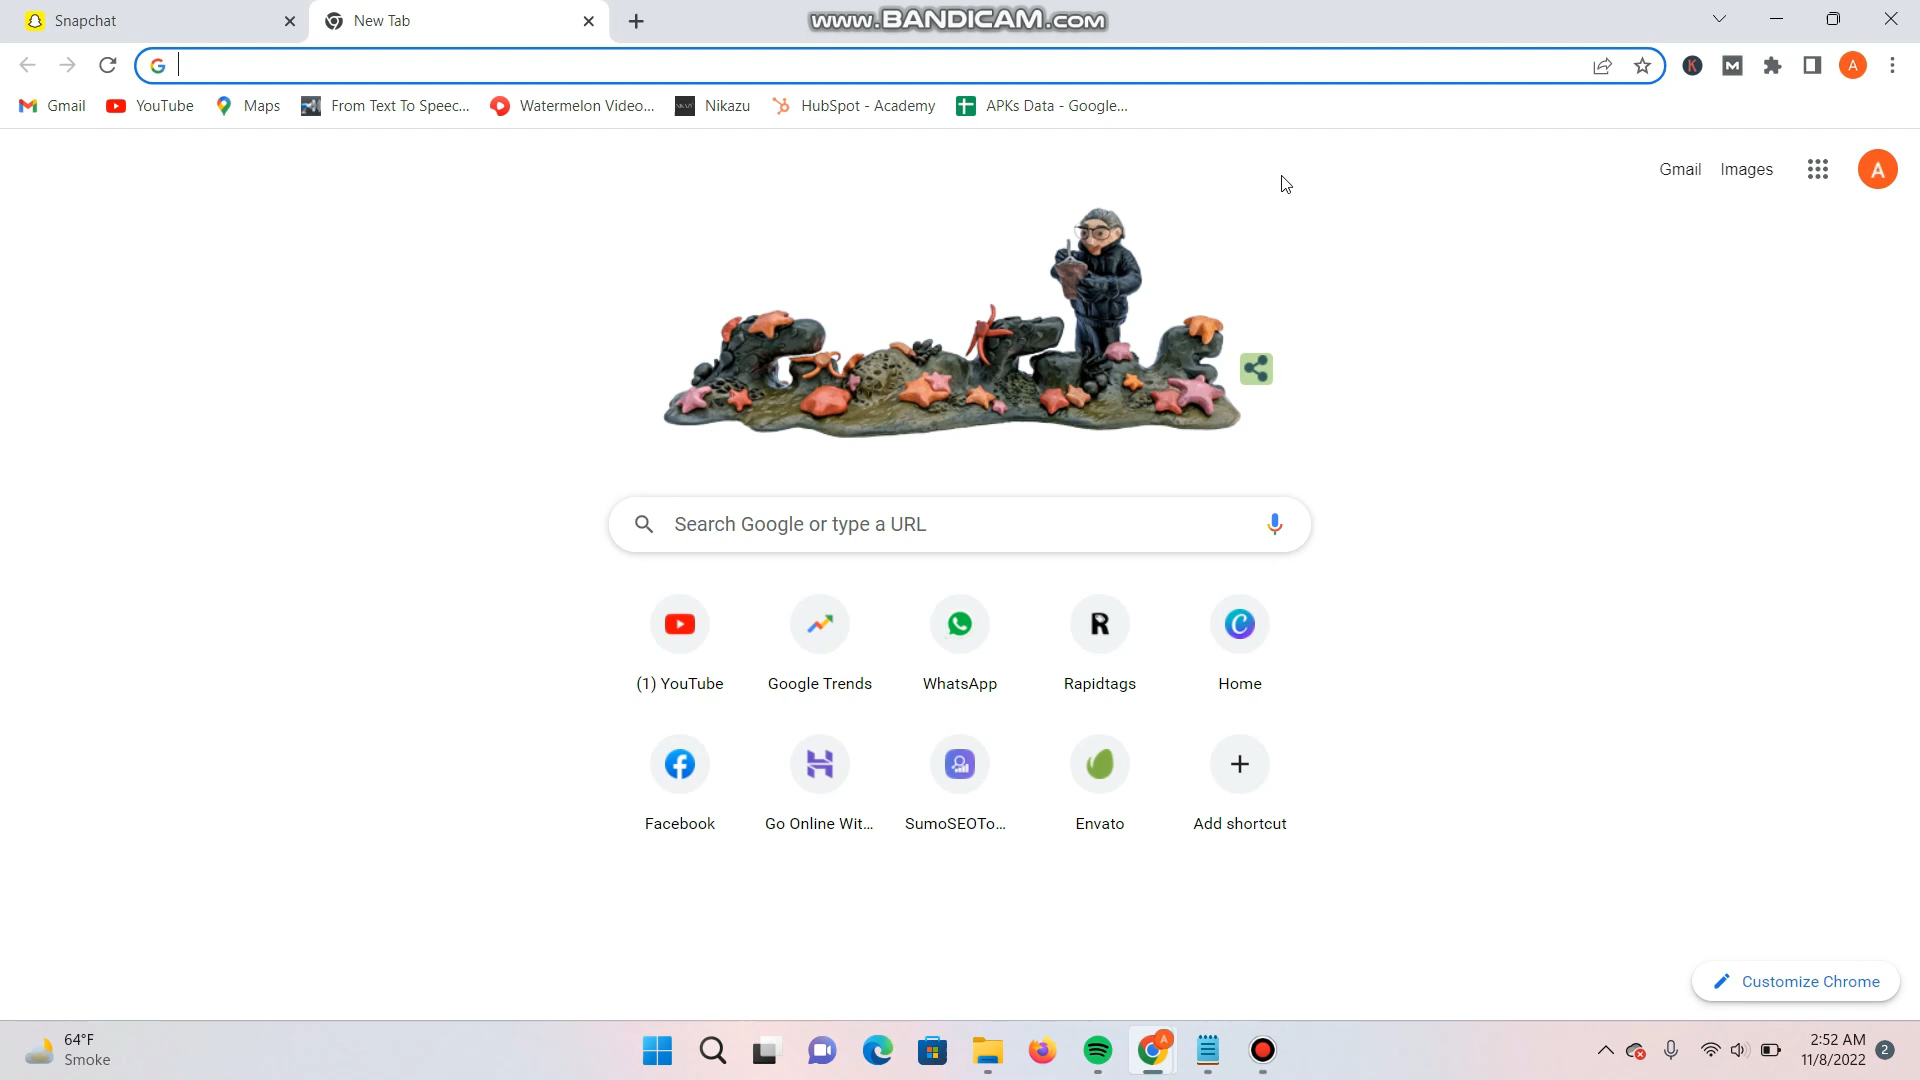 Snapchat
New Tab
www.BANDICAM.com
Gmail
YouTube
Maps
From Text To Speec...
Watermelon Video...
Nikazu
HubSpot - Academy
APKs Data - Google...
A
Gmail
Images
A
Search Google or type a URL
(1) YouTube
Google Trends
WhatsApp
Rapidtags
Home
Facebook
Go Online Wit...
SumoSEOTo...
Envato
Add shortcut
Customize Chrome
64°F
Smoke
2:52 AM
11/8/2022
2